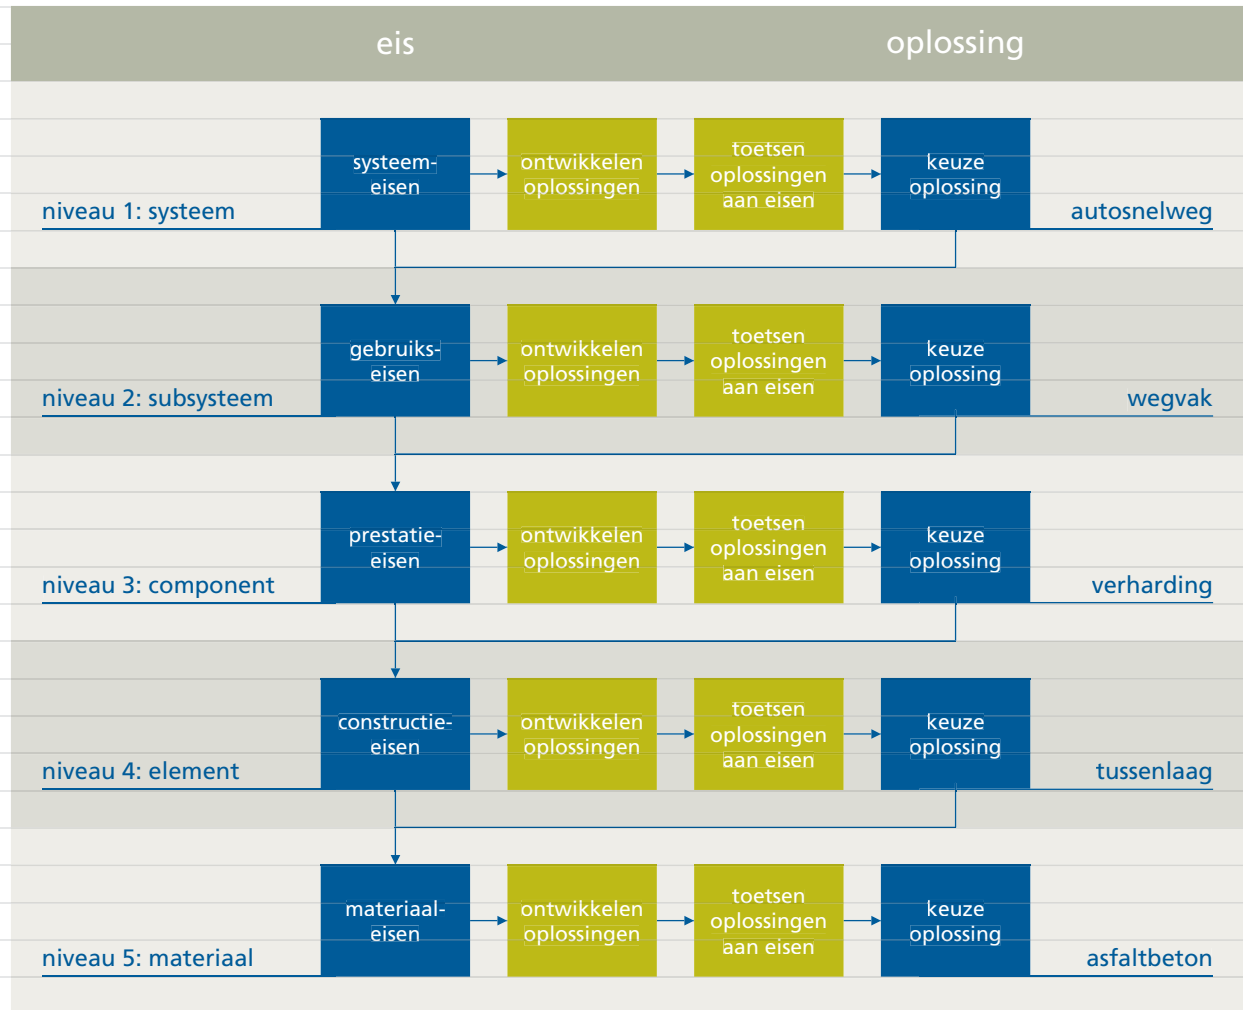 eis
oplossing
systeem-
eisen
ontwikkelen
oplossingen
toetsen
oplossingen
aan eisen
keuze
oplossing
niveau 1: systeem
autosnelweg
gebruiks-
eisen
ontwikkelen
oplossingen
toetsen
oplossingen
aan eisen
keuze
oplossing
niveau 2: subsysteem
wegvak
prestatie-
eisen
ontwikkelen
oplossingen
toetsen
oplossingen
aan eisen
keuze
oplossing
niveau 3: component
verharding
constructie-
eisen
ontwikkelen
oplossingen
toetsen
oplossingen
aan eisen
keuze
oplossing
niveau 4: element
tussenlaag
materiaal-
eisen
ontwikkelen
oplossingen
toetsen
oplossingen
aan eisen
keuze
oplossing
niveau 5: materiaal
asfaltbeton